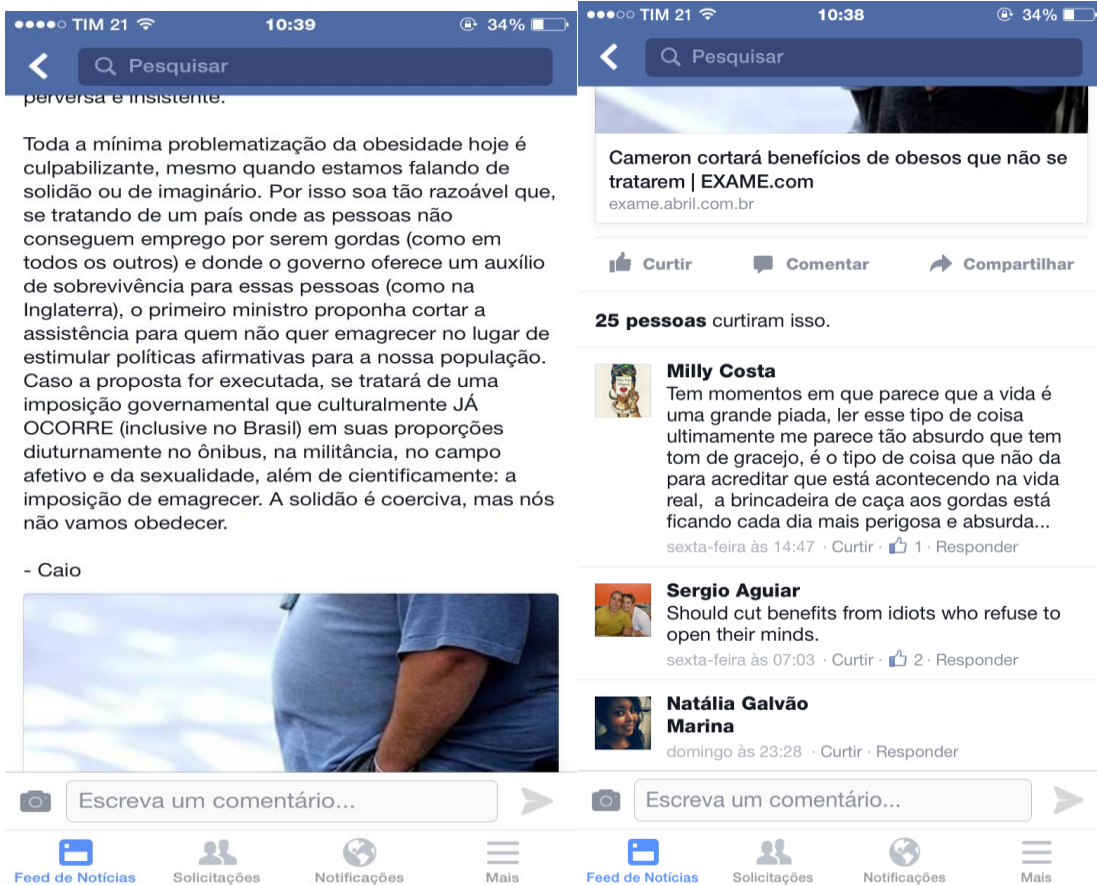 TIM 21
10:39
34%
Pesquisar
perversa e insistente.
Toda a mínima problematização da obesidade hoje é
culpabilizante, mesmo quando estamos falando de
solidão ou de imaginário. Por isso soa tão razoável que,
se tratando de um país onde as pessoas não
conseguem emprego por serem gordas (como em
todos os outros) e donde o governo oferece um auxílio
de sobrevivência para essas pessoas (como na
Inglaterra), o primeiro ministro proponha cortar a
assistência para quem não quer emagrecer no lugar de
estimular políticas afirmativas para a nossa população.
Caso a proposta for executada, se tratará de uma
imposição governamental que culturalmente JÁ
OCORRE (inclusive no Brasil) em suas proporções
diuturnamente no ônibus, na militância, no campo
afetivo e da sexualidade, além de cientificamente: a
imposição de emagrecer. A solidão é coerciva, mas nós
não vamos obedecer.
- Caio
Escreva um comentário...
Feed de Notícias
Solicitações
Notificações
Mais
TIM 21
10:38
34%
Pesquisar
Cameron cortará benefícios de obesos que não se
tratarem | EXAME.com
exame.abril.com.br
Curtir
Comentar
Compartilhar
25 pessoas curtiram isso.
Milly Costa
Tem momentos em que parece que a vida é
uma grande piada, ler esse tipo de coisa
ultimamente me parece tão absurdo que tem
tom de gracejo, é o tipo de coisa que não da
para acreditar que está acontecendo na vida
real,  a brincadeira de caça aos gordas está
ficando cada dia mais perigosa e absurda...
sexta-feira às 14:47 · Curtir · 1 · Responder
Sergio Aguiar
Should cut benefits from idiots who refuse to
open their minds.
sexta-feira às 07:03 · Curtir · 2 · Responder
Natália Galvão
Marina
domingo às 23:28 · Curtir · Responder
Escreva um comentário...
Feed de Notícias
Solicitações
Notificações
Mais